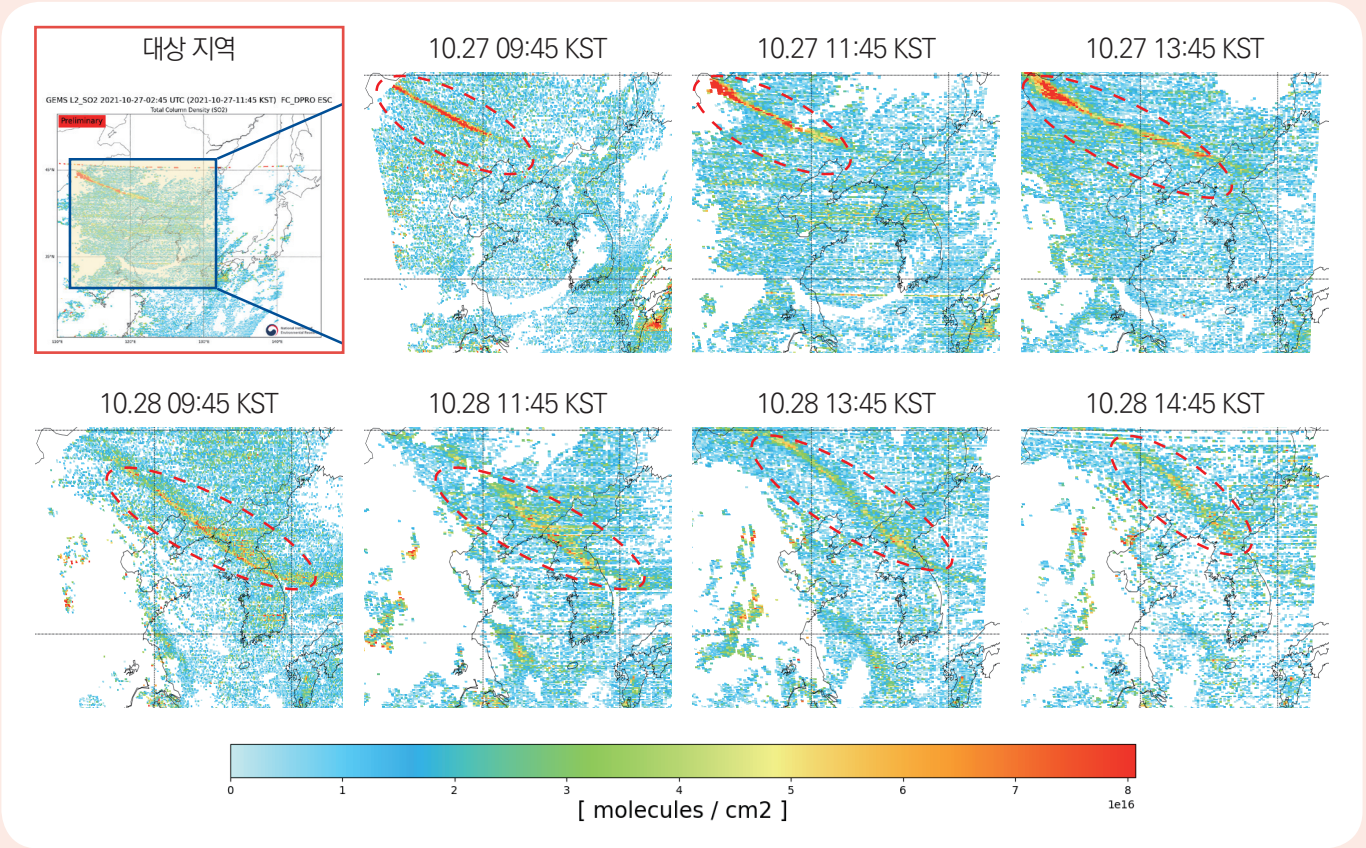 대상 지역
GEMS L2_SO2 2021-10-27-02:45 UTC (2021-10-27-11:45 KST) FC_DPRO ESC
Total Column Density (SO2)
Preliminary
10.27 09:45 KST
10.27 11:45 KST
10.27 13:45 KST
10.28 09:45 KST
10.28 11:45 KST
10.28 13:45 KST
10.28 14:45 KST
0 1 2 3 4 5 6 7 8
1e16
[ molecules / cm2 ]